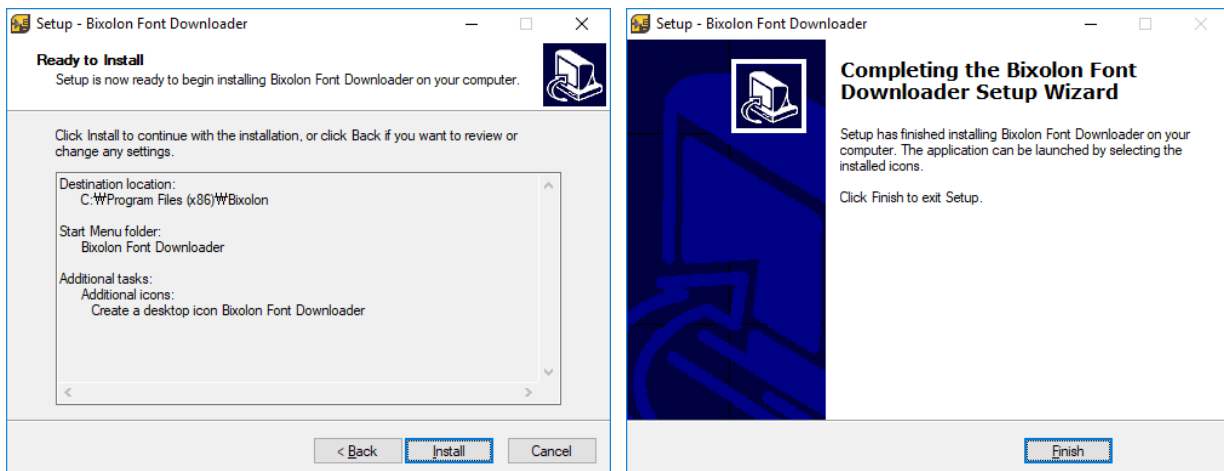 Setup - Bixolon Font Downloader
Ready to Install
Setup is now ready to begin installing Bixolon Font Downloader on your computer.
Click Install to continue with the installation, or click Back if you want to review or
change any settings.
Destination location:
C:₩Program Files (x86)₩Bixolon
Start Menu folder:
Bixolon Font Downloader
Additional tasks:
Additional icons:
Create a desktop icon Bixolon Font Downloader
< Back
Install
Cancel
Setup - Bixolon Font Downloader
Completing the Bixolon Font
Downloader Setup Wizard
Setup has finished installing Bixolon Font Downloader on your
computer. The application can be launched by selecting the
installed icons.
Click Finish to exit Setup.
Finish